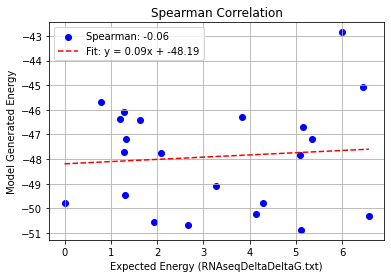 Spearman Correlation
Spearman: -0.06
Fit: y = 0.09x + -48.19
Model Generated Energy
−43
−44
−45
−46
−47
−48
−49
−50
−51
0 1 2 3 4 5 6
Expected Energy (RNAseqDeltaDeltaG.txt)